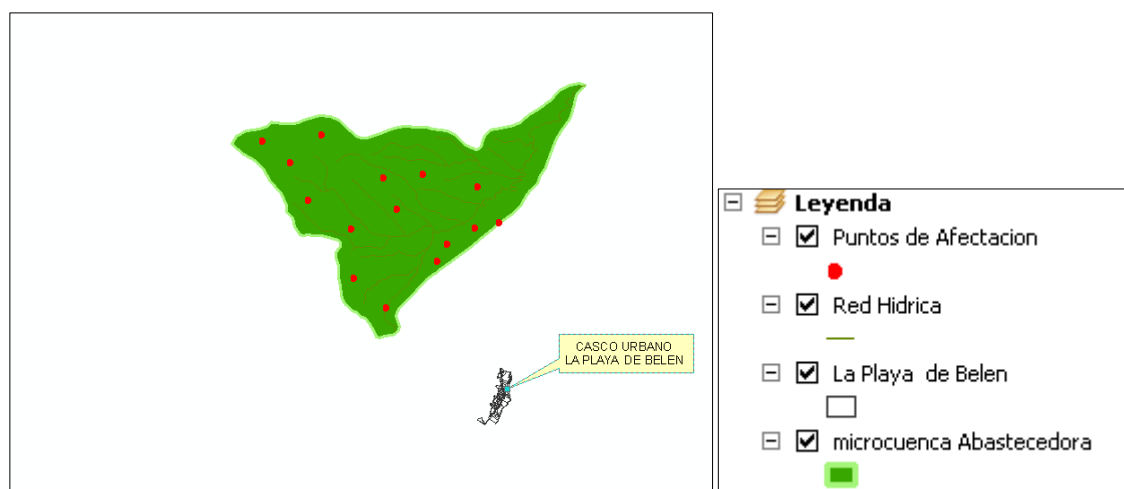 CASCO URBANO
LA PLAYA DE BELEN
Leyenda
Puntos de Afectacion
Red Hidrica
La Playa de Belen
microcuenca Abastecedora